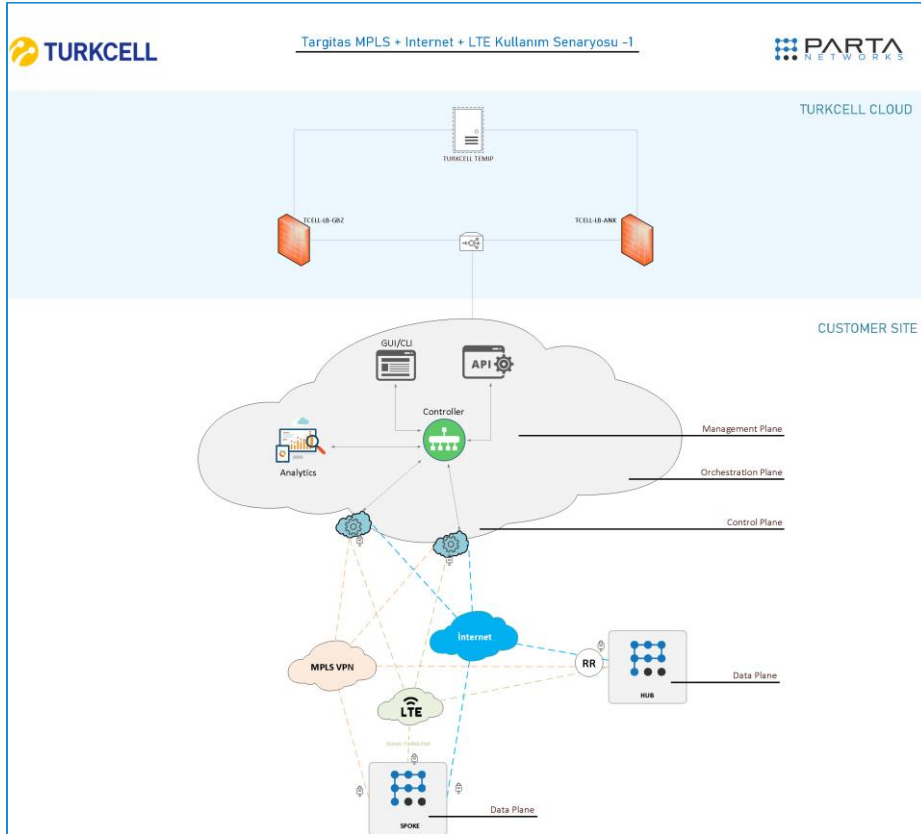 TURKCELL
Targitas MPLS + Internet + LTE Kullanım Senaryosu -1
PARTA
NETWORKS
TURKCELL CLOUD
TURKCELL TEMIP
TCELL-LB-GBZ
TCELL-LB-ANK
CUSTOMER SITE
GUI/CLI
API
Controller
Management Plane
Analytics
Orchestration Plane
Control Plane
İnternet
MPLS VPN
RR
HUB
Data Plane
LTE
SPOKE
Data Plane